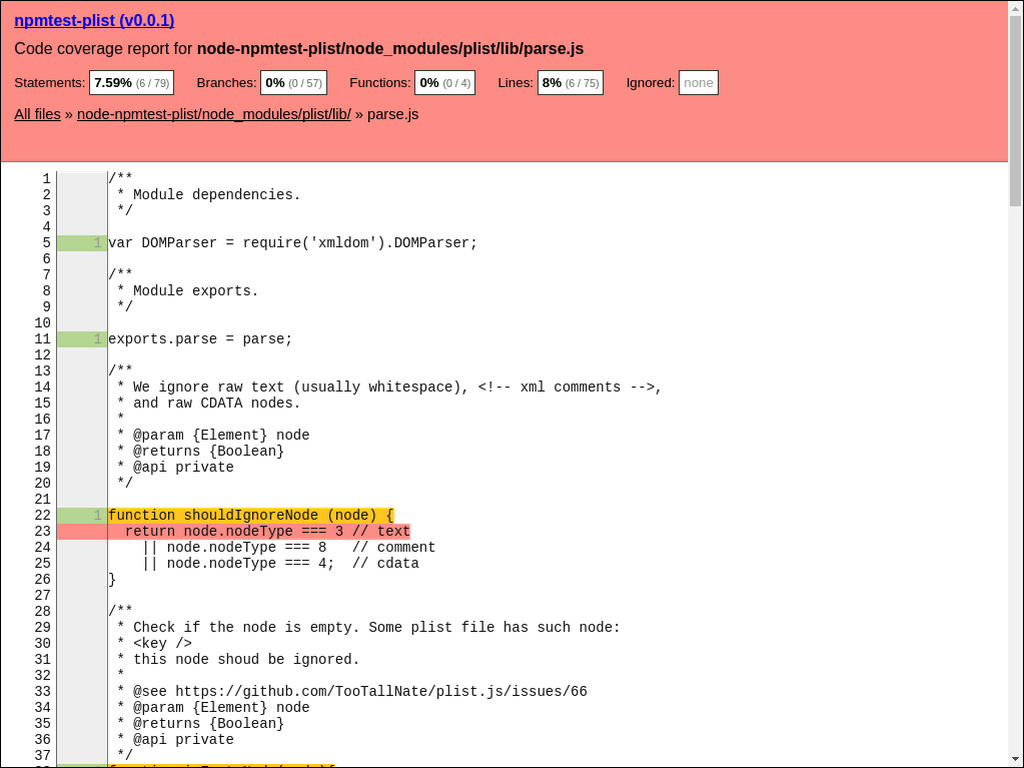 npmtest-plist (v0.0.1)
Code coverage report for node-npmtest-plist/node_modules/plist/lib/parse.js
Statements: 7.59% (6 / 79) Branches: 0% (0 / 57) Functions: 0% (0 / 4) Lines: 8% (6 / 75) Ignored: none
All files » node-npmtest-plist/node_modules/plist/lib/ » parse.js
1 /**
2  * Module dependencies.
3  */
4
5 1 var DOMParser = require('xmldom').DOMParser;
6
7 /**
8  * Module exports.
9  */
10
11 1 exports.parse = parse;
12
13 /**
14  * We ignore raw text (usually whitespace), <!-- xml comments -->,
15  * and raw CDATA nodes.
16  *
17  * @param {Element} node
18  * @returns {Boolean}
19  * @api private
20  */
21
22 1 function shouldIgnoreNode (node) {
23   return node.nodeType === 3 // text
24     || node.nodeType === 8   // comment
25     || node.nodeType === 4;  // cdata
26 }
27
28 /**
29  * Check if the node is empty. Some plist file has such node:
30  * <key />
31  * this node shoud be ignored.
32  *
33  * @see https://github.com/TooTallNate/plist.js/issues/66
34  * @param {Element} node
35  * @returns {Boolean}
36  * @api private
37  */